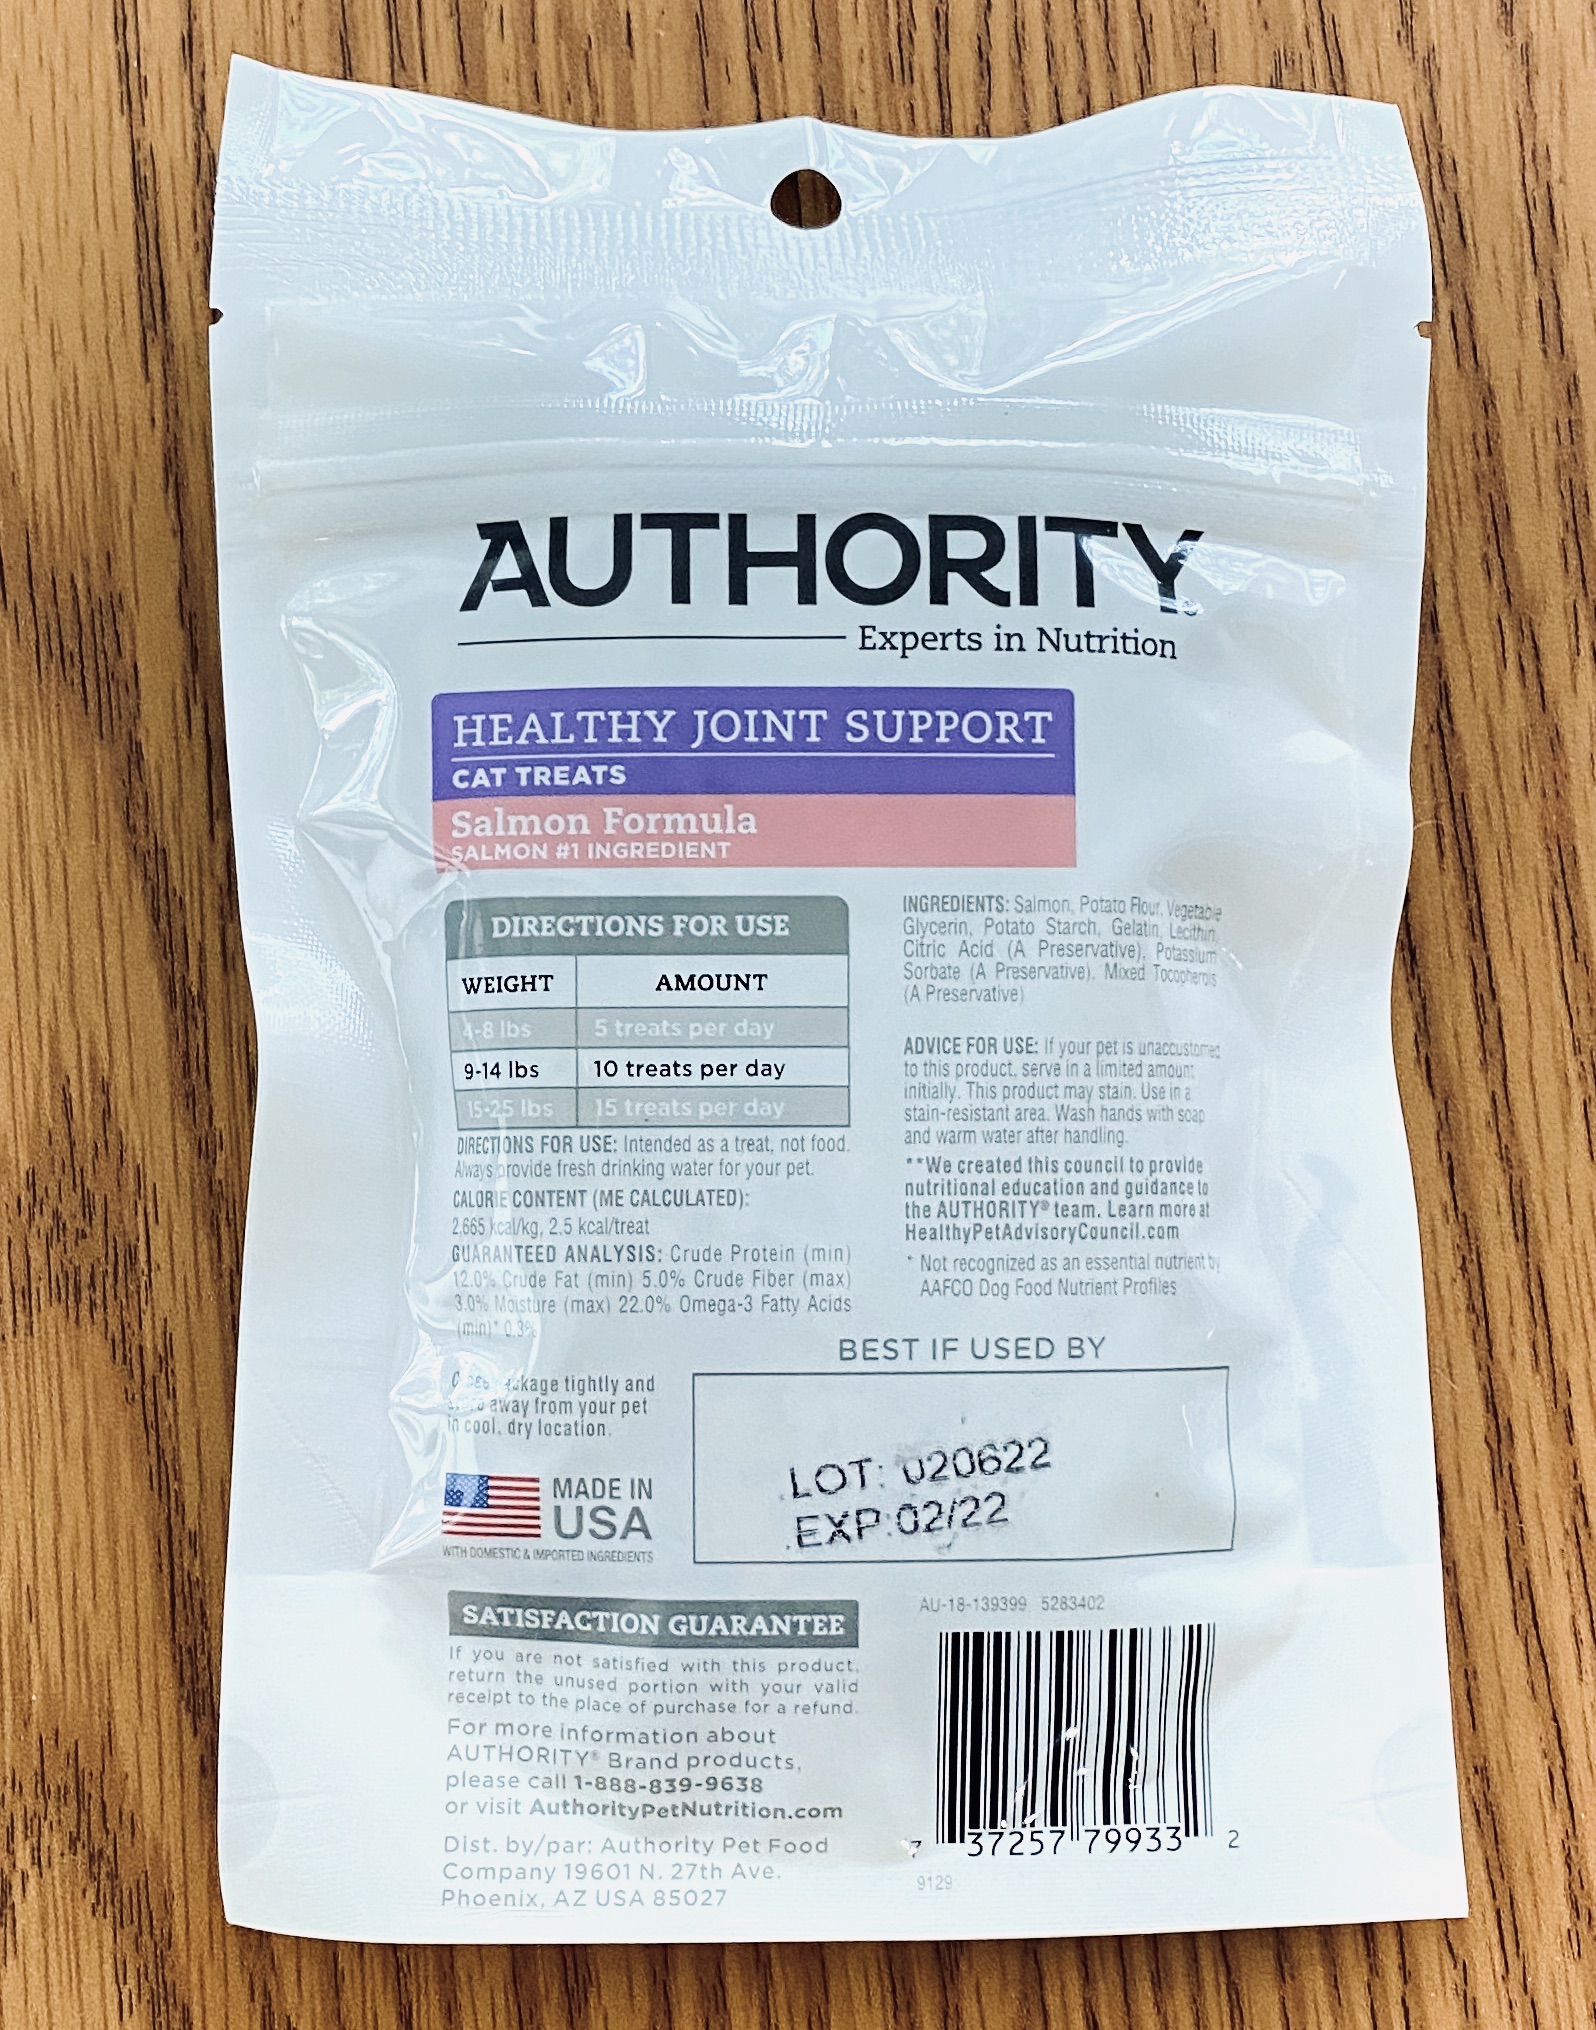 AUTHORITY
Experts in Nutrition
HEALTHY JOINT SUPPORT
CAT TREATS
Salmon Formula
SALMON #1 INGREDIENT
DIRECTIONS FOR USE
WEIGHT AMOUNT
4-8 lbs 5 treats per day
9-14 lbs 10 treats per day
15-25 lbs 15 treats per day
DIRECTIONS FOR USE: Intended as a treat, not food.
Always provide fresh drinking water for your pet.
CALORIE CONTENT (ME CALCULATED):
2,665 kcal/kg, 2.5 kcal/treat
GUARANTEED ANALYSIS: Crude Protein (min)
12.0% Crude Fat (min) 5.0% Crude Fiber (max)
3.0% Moisture (max) 22.0% Omega-3 Fatty Acids
(min)* 0.3%
INGREDIENTS: Salmon, Potato Flour, Vegetable
Glycerin, Potato Starch, Gelatin, Lecithin,
Citric Acid (A Preservative), Potassium
Sorbate (A Preservative), Mixed Tocopherols
(A Preservative)
ADVICE FOR USE: If your pet is unaccustomed
to this product, serve in a limited amount
initially. This product may stain. Use in a
stain-resistant area. Wash hands with soap
and warm water after handling.
**We created this council to provide
nutritional education and guidance to
the AUTHORITY® team. Learn more at
HealthyPetAdvisoryCouncil.com
* Not recognized as an essential nutrient by
AAFCO Dog Food Nutrient Profiles
package tightly and
away from your pet
in cool, dry location.
MADE IN
USA
WITH DOMESTIC & IMPORTED INGREDIENTS
BEST IF USED BY
LOT: 020622
EXP:02/22
SATISFACTION GUARANTEE
If you are not satisfied with this product,
return the unused portion with your valid
receipt to the place of purchase for a refund.
For more information about
AUTHORITY® Brand products,
please call 1-888-839-9638
or visit AuthorityPetNutrition.com
Dist. by/par: Authority Pet Food
Company 19601 N. 27th Ave.
Phoenix, AZ USA 85027
AU-18-139399 5283402
7 37257 79933 2
9129